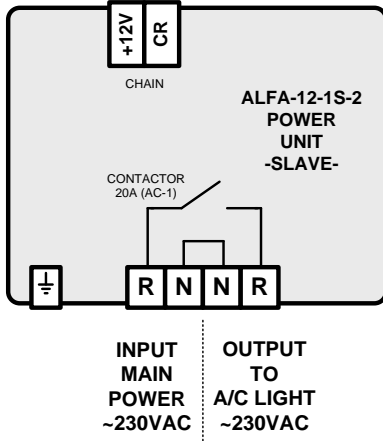 +12V
CR
CHAIN
ALFA-12-1S-2
POWER
UNIT
-SLAVE-
CONTACTOR
20A (AC-1)
R N N R
INPUT
MAIN
POWER
~230VAC
OUTPUT
TO
A/C LIGHT
~230VAC